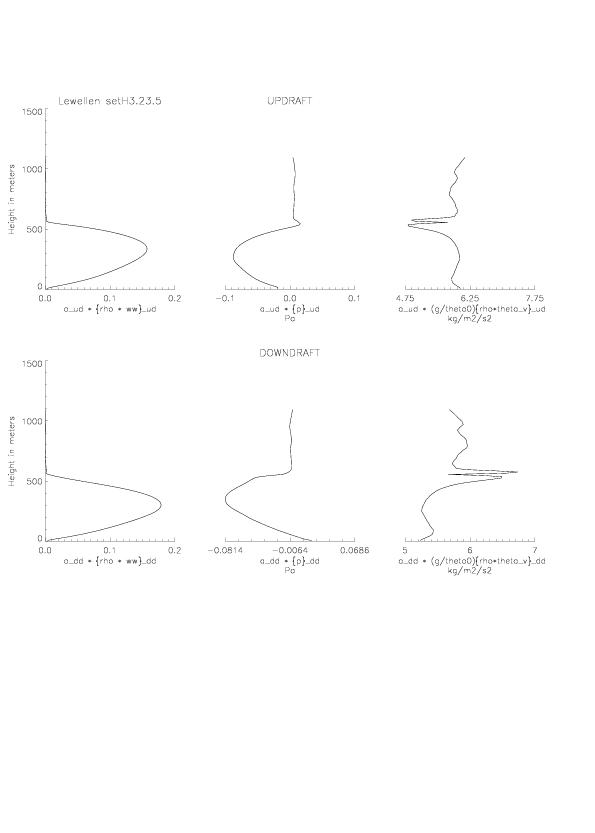 Lewellen setH3.23.5 UPDRAFT
1500
1000
500
0
Height in meters
0.0 0.1 0.2
a_ud * {rho * ww}_ud
-0.1 0.0 0.1
a_ud * {p}_ud
Pa
4.75 6.25 7.75
a_ud * (g/theta0){rho*theta_v}_ud
kg/m2/s2
DOWNDRAFT
1500
1000
500
0
Height in meters
0.0 0.1 0.2
a_dd * {rho * ww}_dd
-0.0814 -0.0064 0.0686
a_dd * {p}_dd
Pa
5 6 7
a_dd * (g/theta0){rho*theta_v}_dd
kg/m2/s2